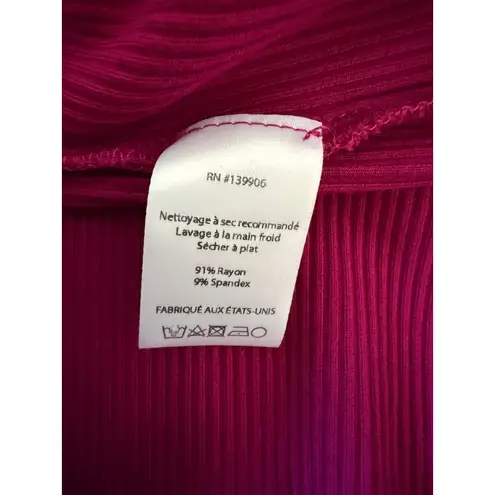 RN #139906
Nettoyage à sec recommandé
Lavage à la main froid
Sécher à plat
91% Rayon
9% Spandex
FABRIQUÉ AUX ÉTATS-UNIS